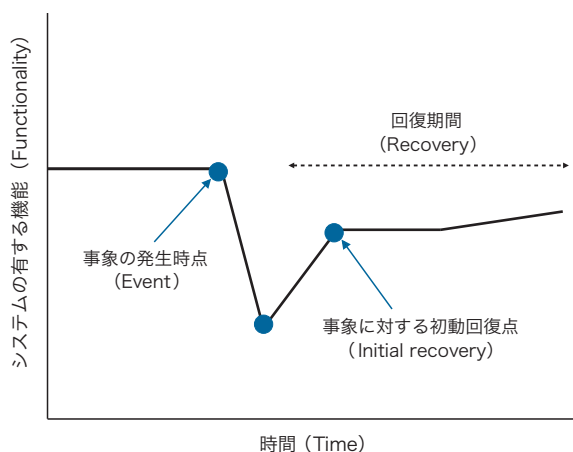 システムの有する機能（Functionality）
回復期間
（Recovery）
事象の発生時点
（Event）
事象に対する初動回復点
（Initial recovery）
時間（Time）